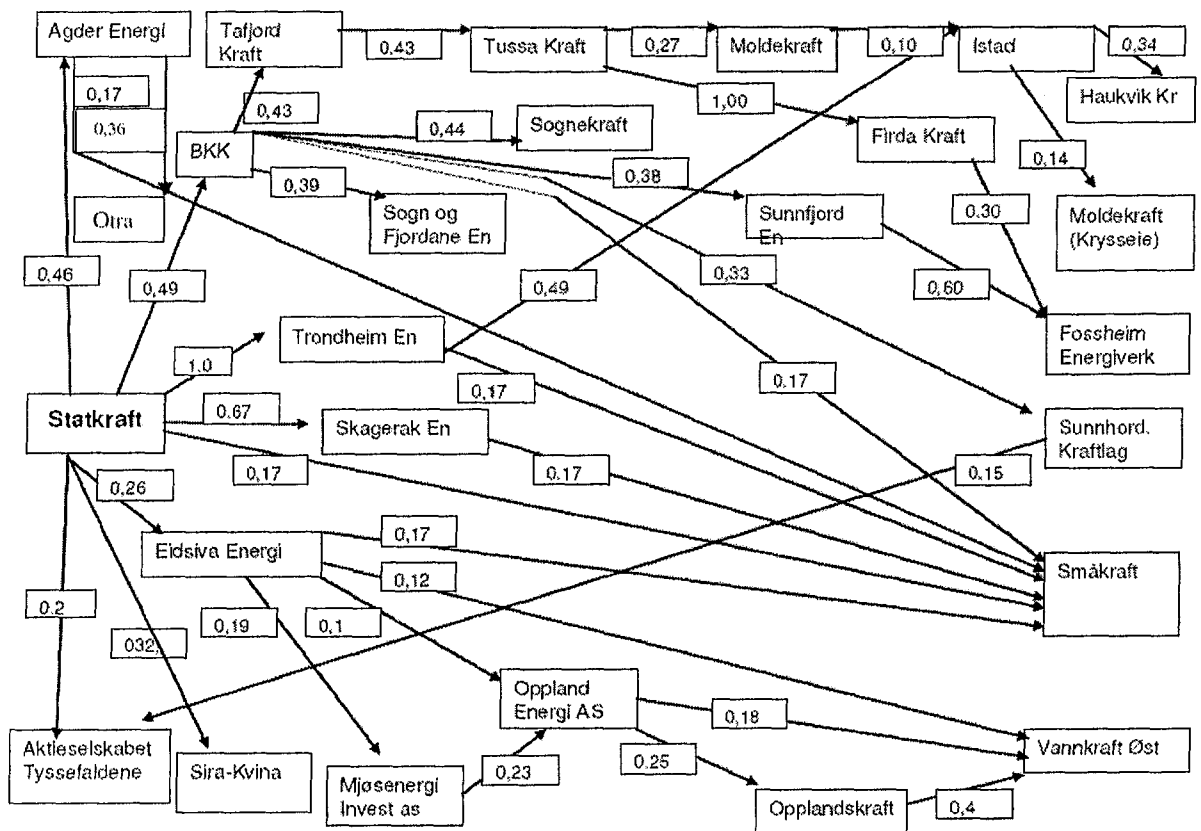 Agder Energi
Tafjord
Kraft
0.43
Tussa Kraft
0,27
Moldekraft
0,10
Istad
0,34
Haukvik Kr
0,17
0,36
0,43
BKK
0,44
Sognekraft
1,00
Firda Kraft
0,14
0,39
0,38
Otra
Sogn og
Fjordane En
Sunnfjord
En
0.30
Moldekraft
(Krysseie)
0.46
0,49
0,49
0,33
0,60
Trondheim En
Fossheim
Energiverk
1.0
0,17
0.17
Statkraft
0.67
Skagerak En
Sunnhord.
Kraftlag
0,17
0.17
0.15
0,26
Eidsiva Energi
0,17
0,12
Småkraft
0.2
032,
0,19
0,1
Oppland
Energi AS
0,18
Aktieselskabet
Tyssefaldene
Sira-Kvina
Mjøsenergi
Invest as
0,23
0.25
Vannkraft Øst
Opplandskraft
0,4